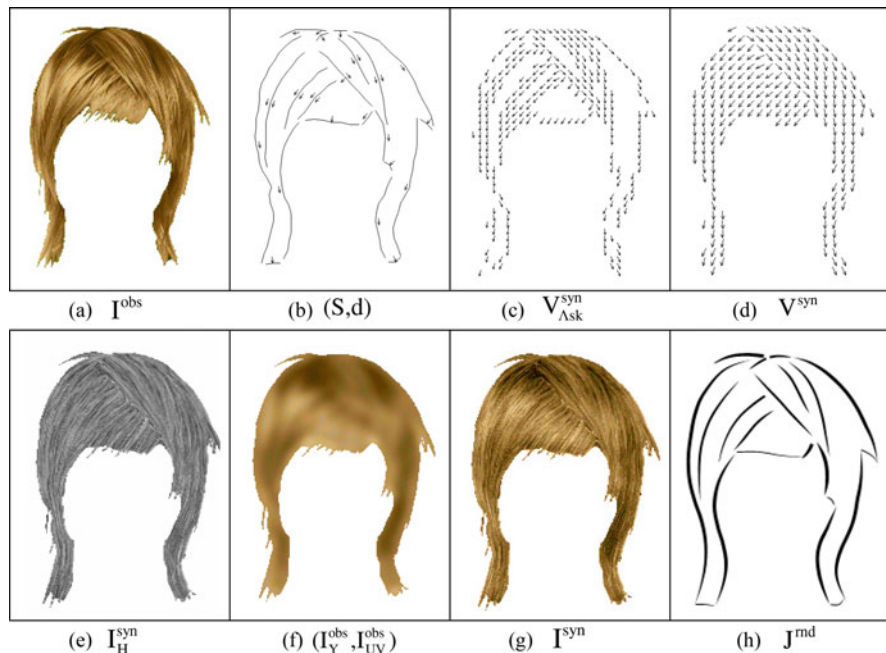 (a) I^obs
(b) (S,d)
(c) V^syn_Λsk
(d) V^syn
(e) I^syn_H
(f) (I^obs_Y, I^obs_UV)
(g) I^syn
(h) J^rnd